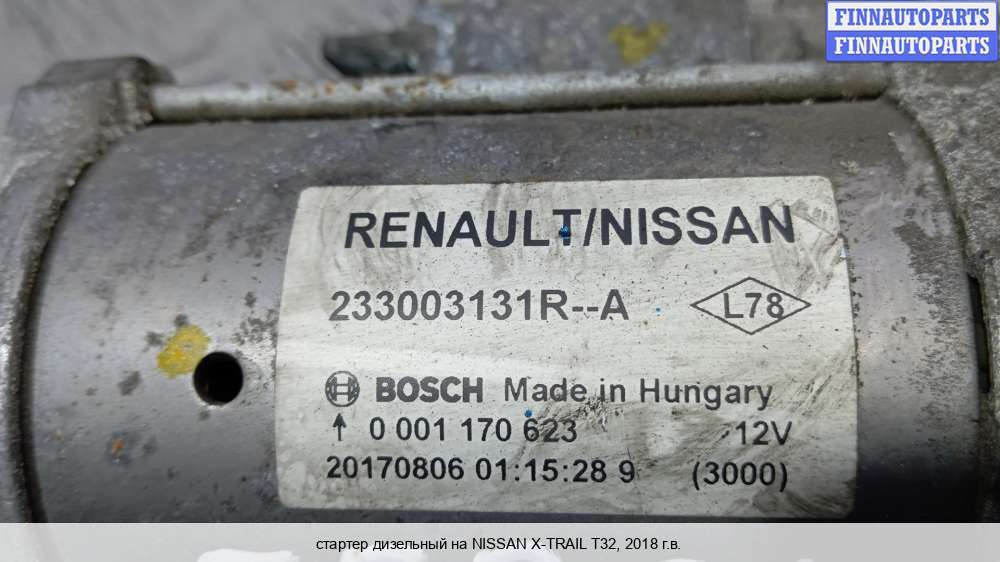 FINNAUTOPARTS
FINNAUTOPARTS
RENAULT/NISSAN
233003131R--A
L78
BOSCH Made in Hungary
↑ 0 001 170 623 12V
20170806 01:15:28 9 (3000)
стартер дизельный на NISSAN X-TRAIL T32, 2018 г.в.